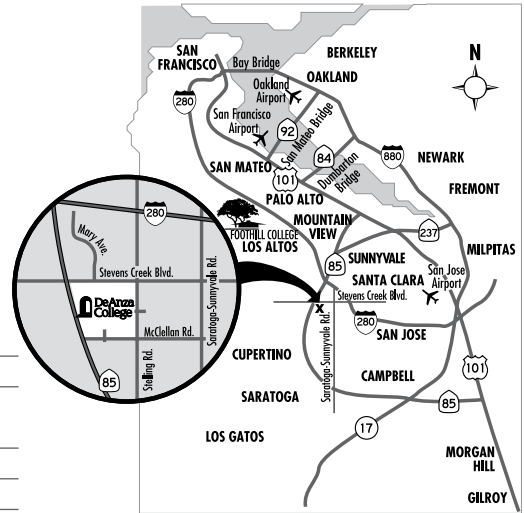 SAN
FRANCISCO
Bay Bridge
BERKELEY
OAKLAND
N
Oakland
Airport
280
San Francisco
Airport
92
San Mateo Bridge
84
Dumbarton
Bridge
880
NEWARK
SAN MATEO
101
FREMONT
PALO ALTO
MOUNTAIN
VIEW
237
FOOTHILL COLLEGE
LOS ALTOS
MILPITAS
SUNNYVALE
85
SANTA CLARA
San Jose
Airport
Stevens Creek Blvd.
X
280
SAN JOSE
Saratoga-Sunnyvale Rd.
CUPERTINO
CAMPBELL
101
SARATOGA
85
17
LOS GATOS
MORGAN
HILL
GILROY
280
Mary Ave.
Stevens Creek Blvd.
Saratoga-Sunnyvale Rd.
DeAnza
College
McClellan Rd.
Stelling Rd.
85